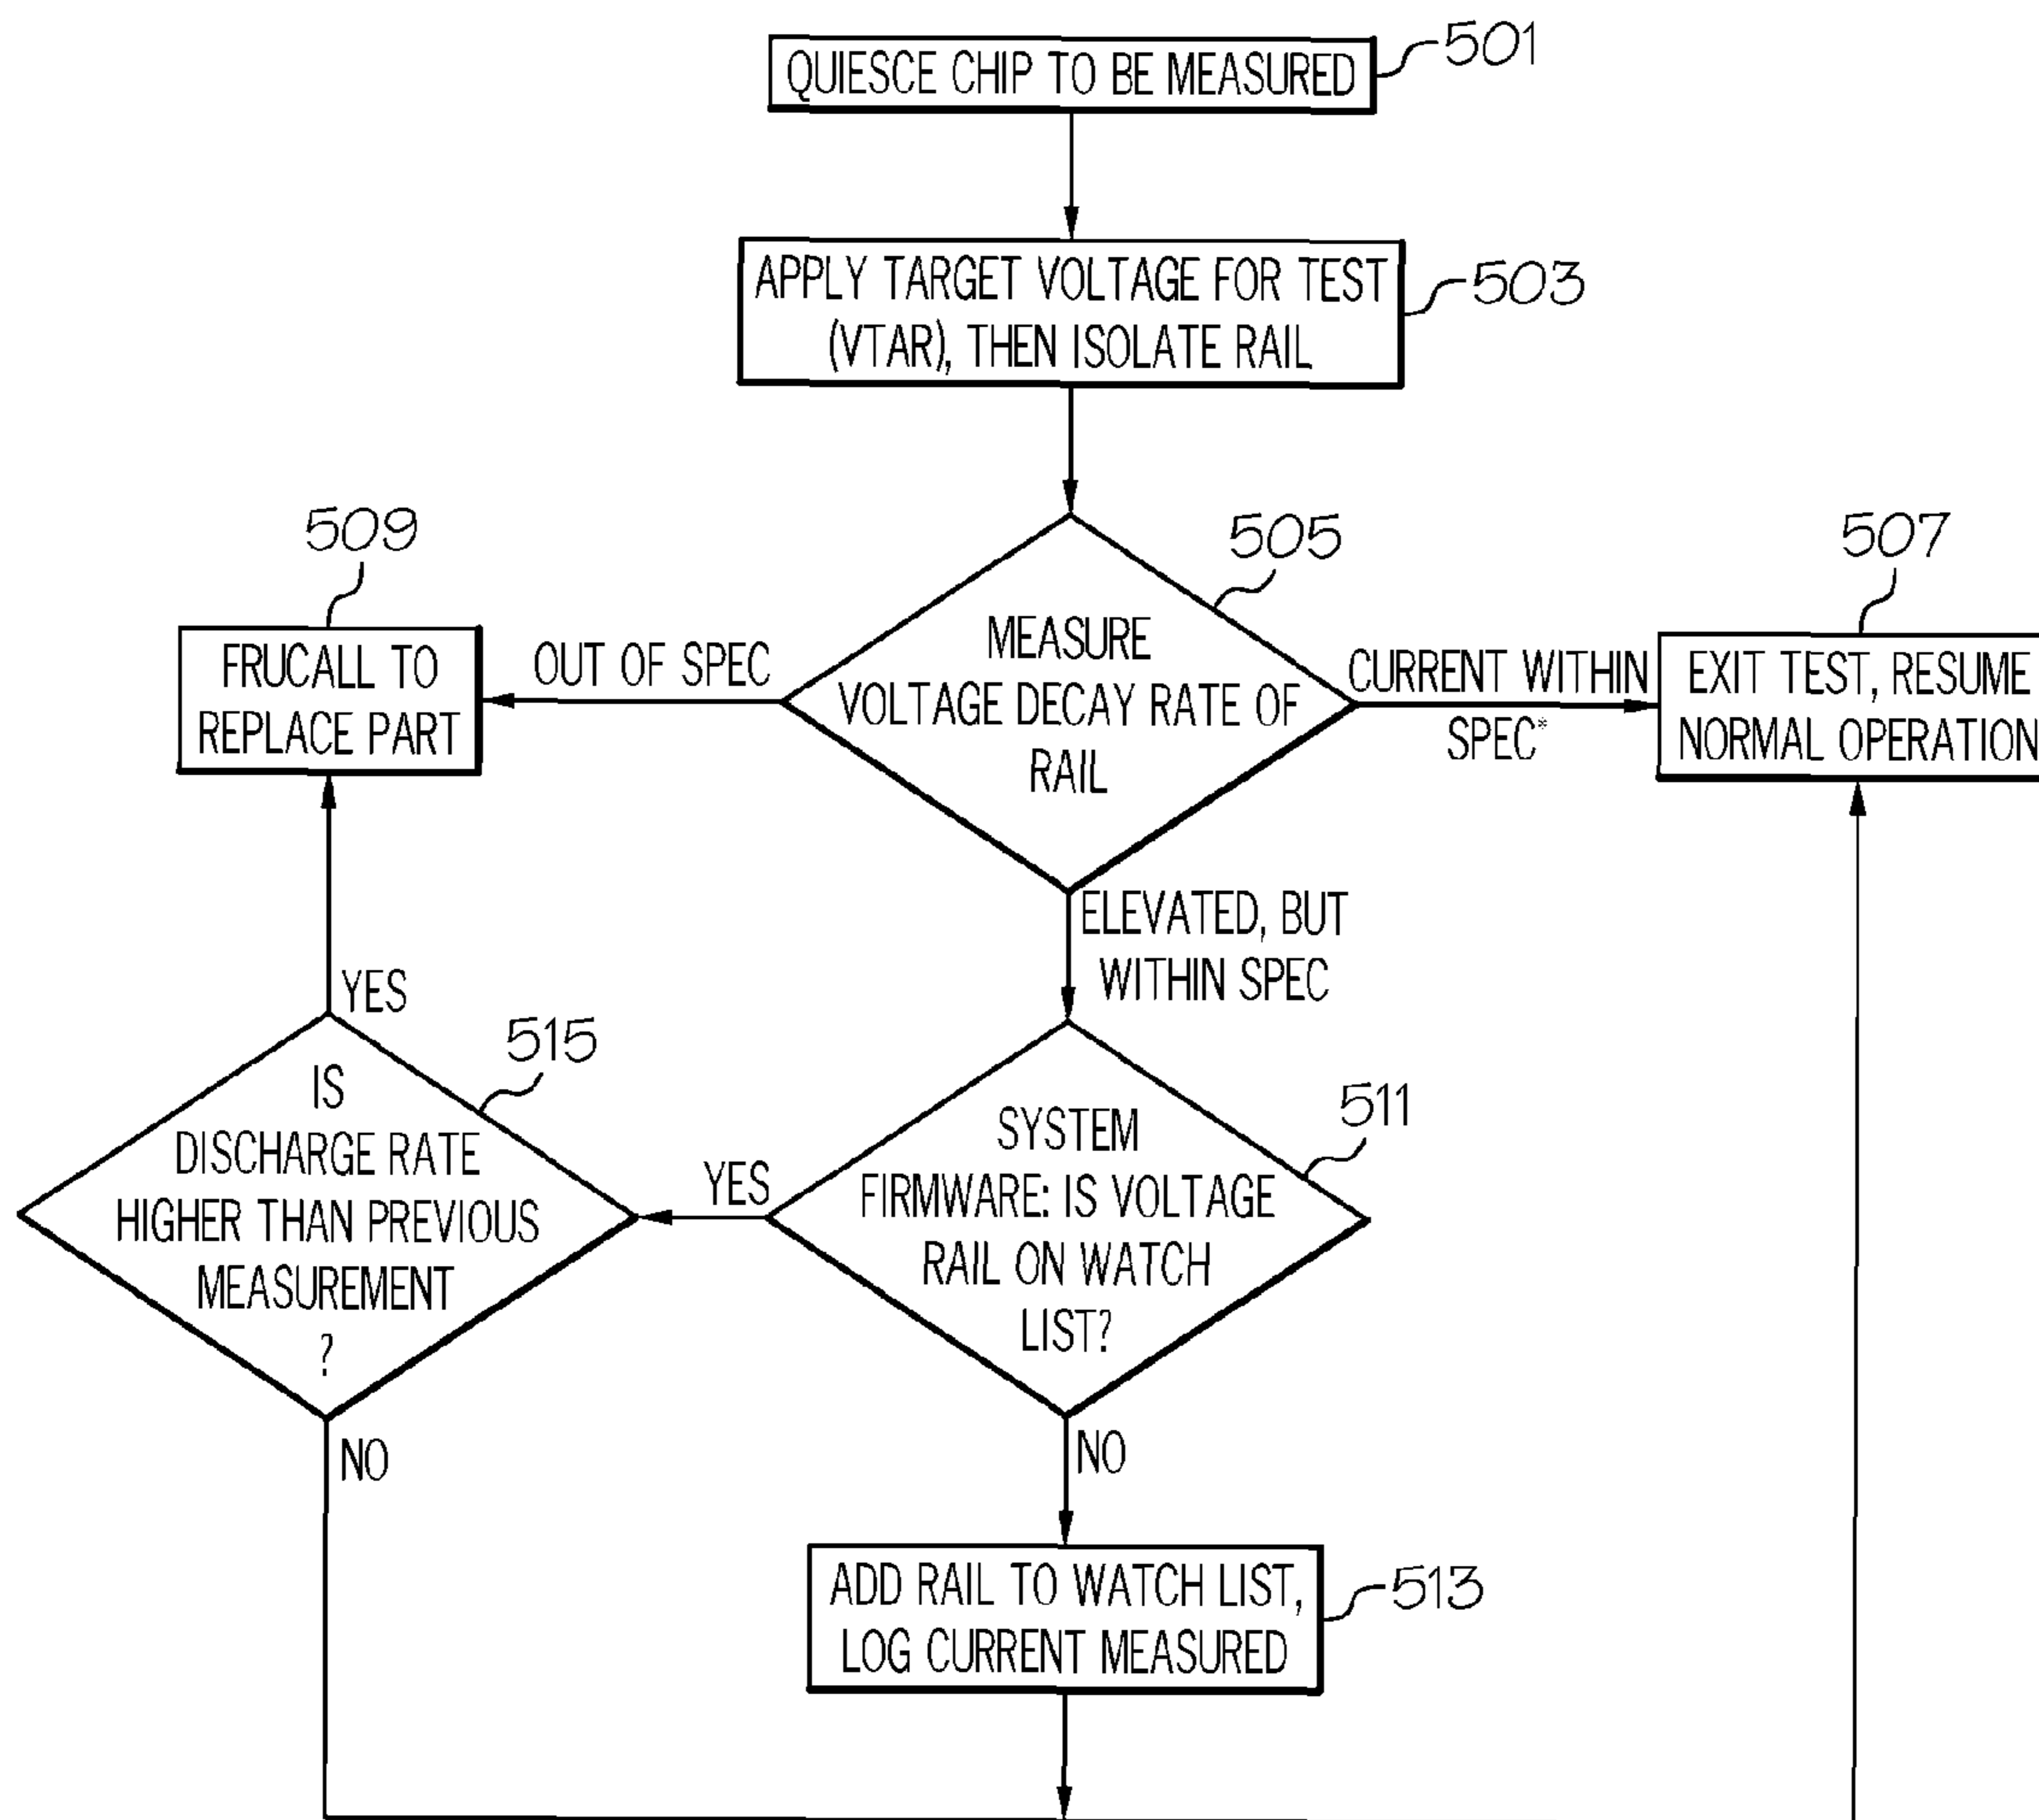 QUIESCE CHIP TO BE MEASURED
501
APPLY TARGET VOLTAGE FOR TEST
(VTAR), THEN ISOLATE RAIL
503
509
505
507
FRUCALL TO
REPLACE PART
OUT OF SPEC
MEASURE
VOLTAGE DECAY RATE OF
RAIL
CURRENT WITHIN
SPEC*
EXIT TEST, RESUME
NORMAL OPERATION
ELEVATED, BUT
WITHIN SPEC
YES
515
IS
DISCHARGE RATE
HIGHER THAN PREVIOUS
MEASUREMENT
?
YES
511
SYSTEM
FIRMWARE: IS VOLTAGE
RAIL ON WATCH
LIST?
NO
NO
ADD RAIL TO WATCH LIST,
LOG CURRENT MEASURED
513